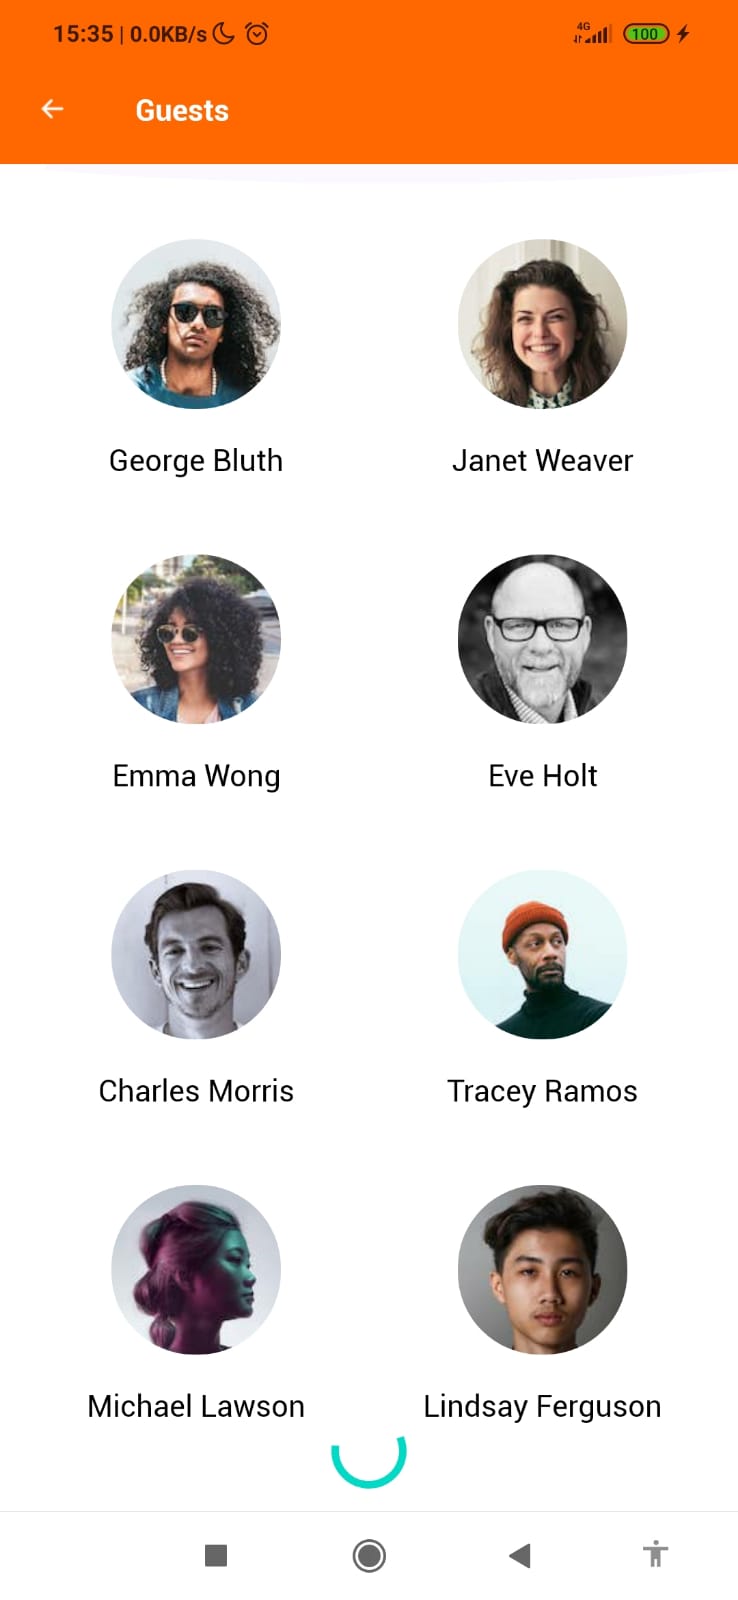 15:35 | 0.0KB/s 4G 100
Guests
George Bluth Janet Weaver
Emma Wong Eve Holt
Charles Morris Tracey Ramos
Michael Lawson Lindsay Ferguson